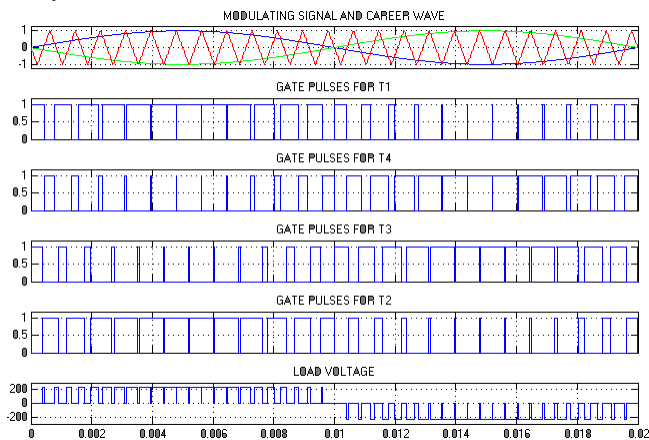 MODULATING SIGNAL AND CAREER WAVE
1
0
-1
GATE PULSES FOR T1
1
0.5
0
GATE PULSES FOR T4
1
0.5
0
GATE PULSES FOR T3
1
0.5
0
GATE PULSES FOR T2
1
0.5
0
LOAD VOLTAGE
200
0
-200
0 0.002 0.004 0.006 0.008 0.01 0.012 0.014 0.016 0.018 0.02